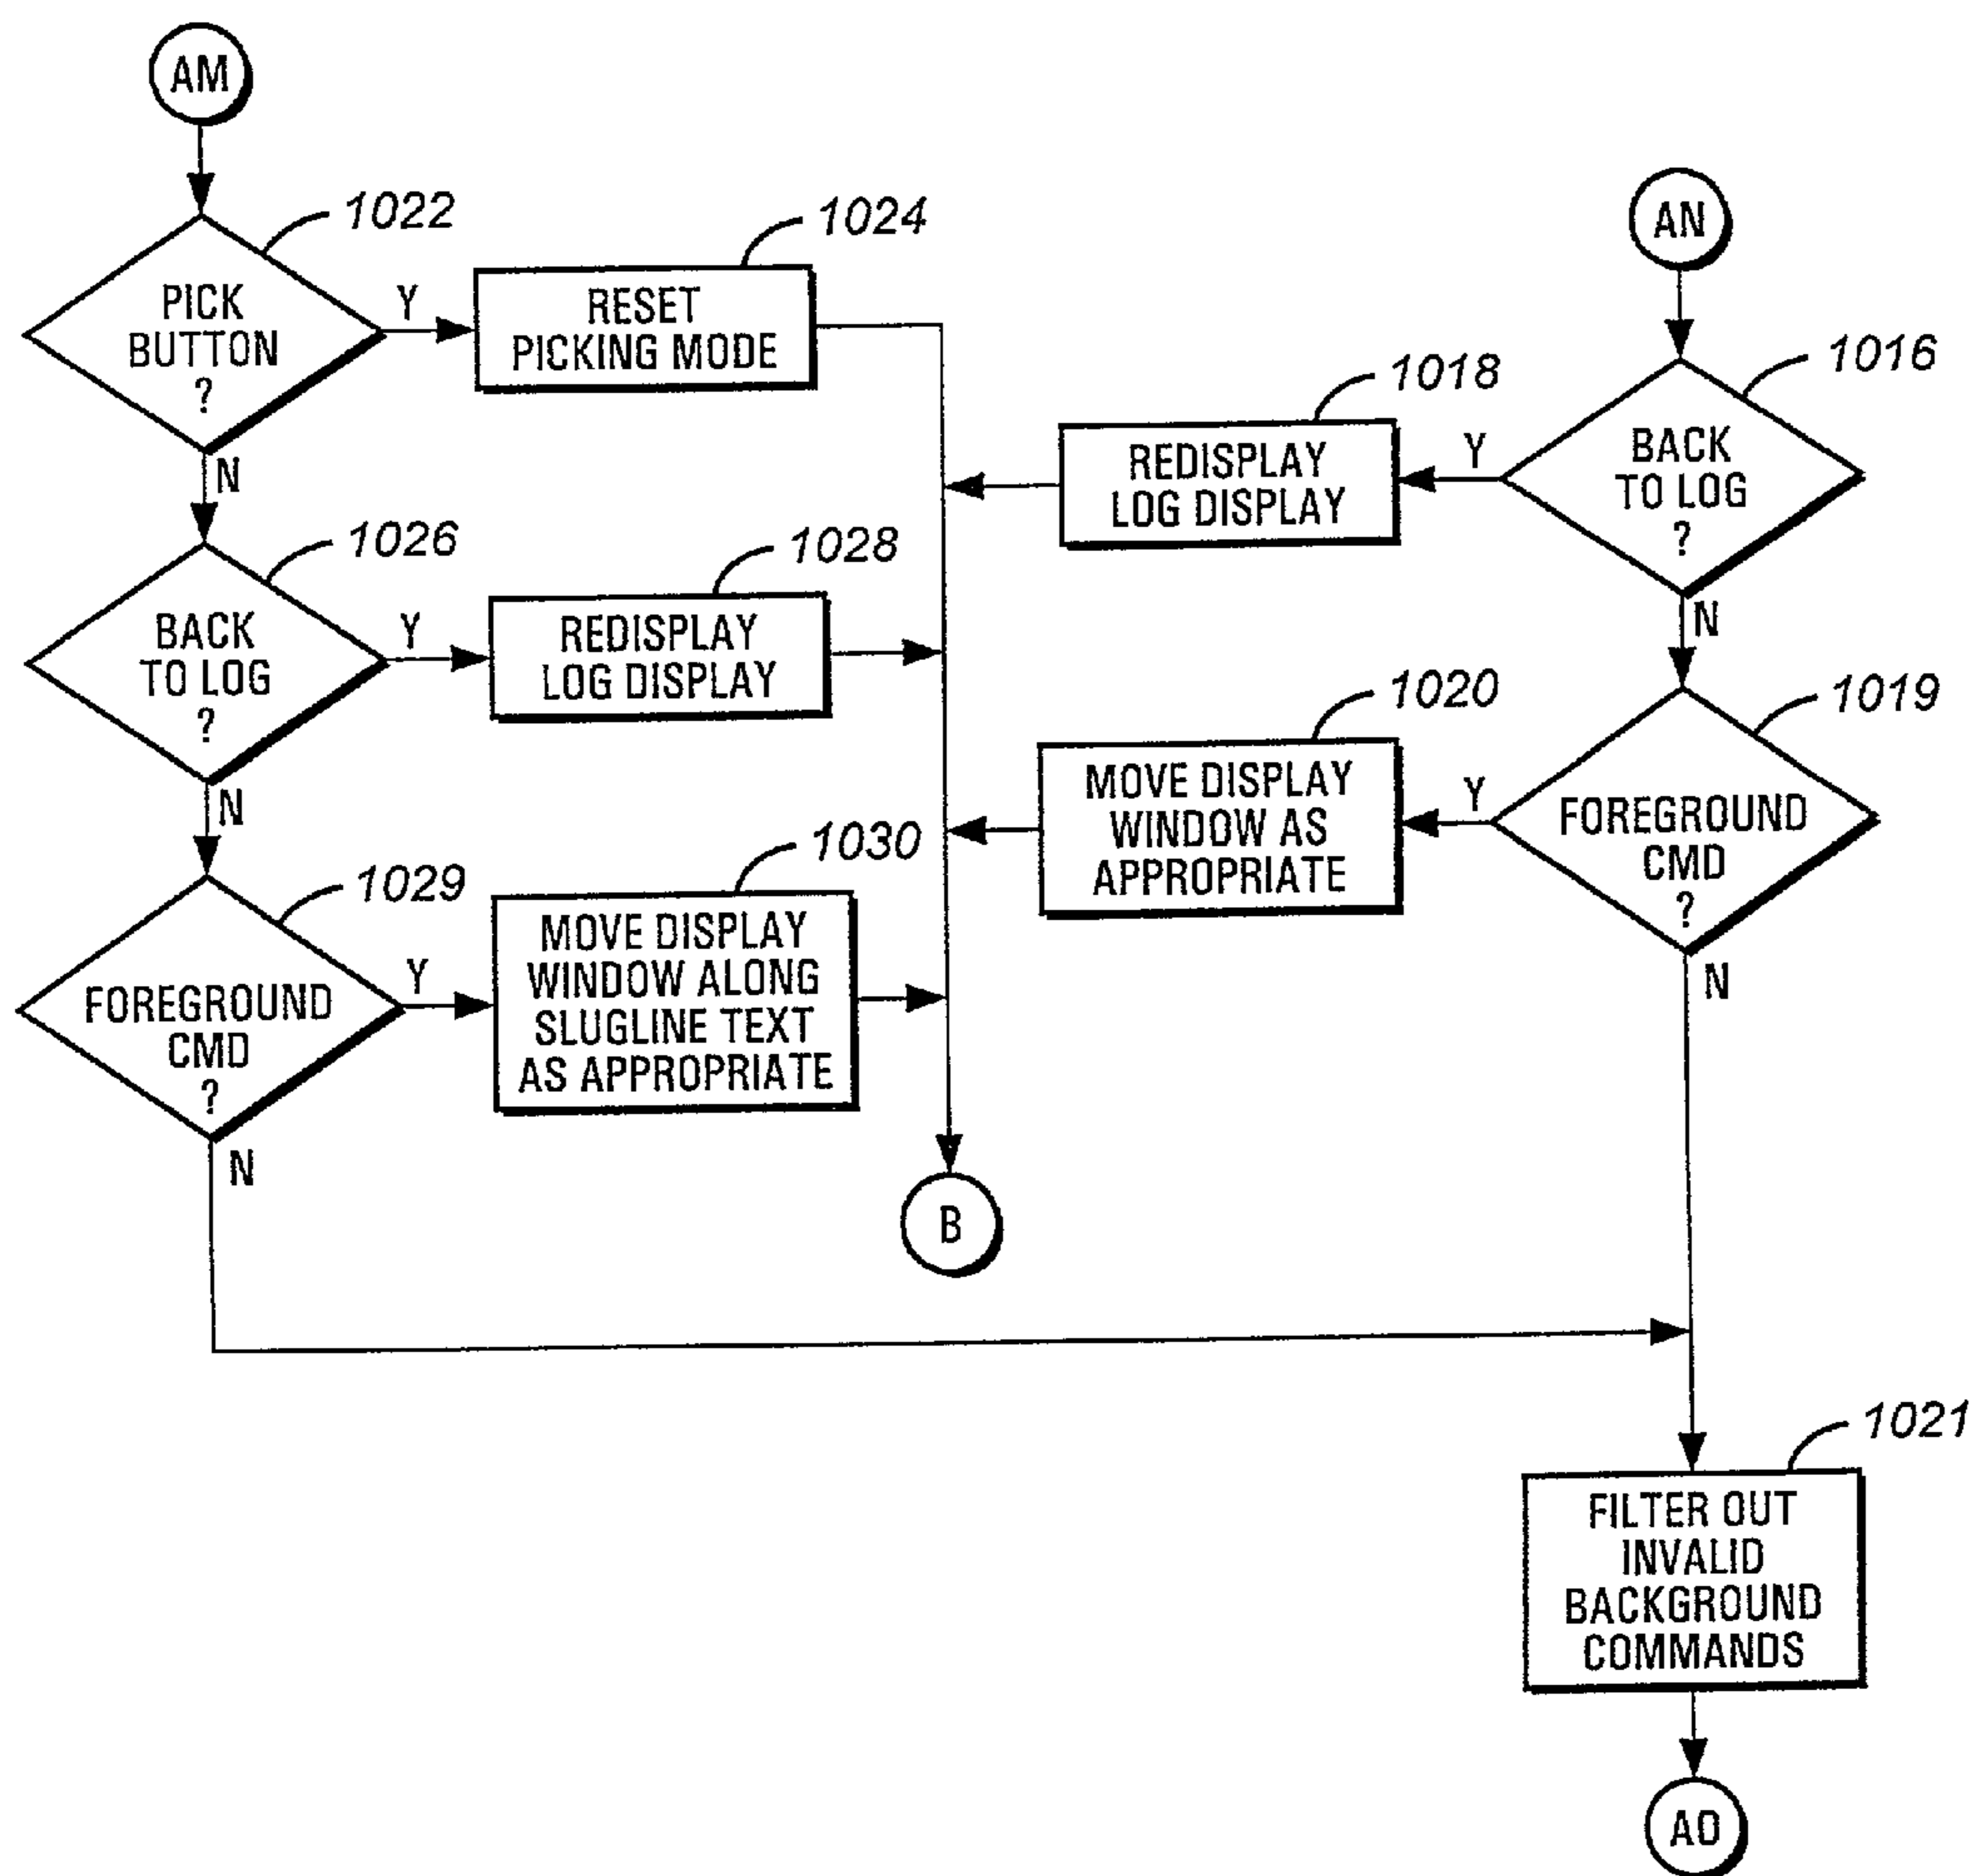 AM
1022
PICK
BUTTON
?
Y
N
1024
RESET
PICKING MODE
1026
BACK
TO LOG
?
Y
N
1028
REDISPLAY
LOG DISPLAY
1029
FOREGROUND
CMD
?
Y
N
1030
MOVE DISPLAY
WINDOW ALONG
SLUGLINE TEXT
AS APPROPRIATE
B
AN
1016
BACK
TO LOG
?
Y
N
1018
REDISPLAY
LOG DISPLAY
1019
FOREGROUND
CMD
?
Y
N
1020
MOVE DISPLAY
WINDOW AS
APPROPRIATE
1021
FILTER OUT
INVALID
BACKGROUND
COMMANDS
AO